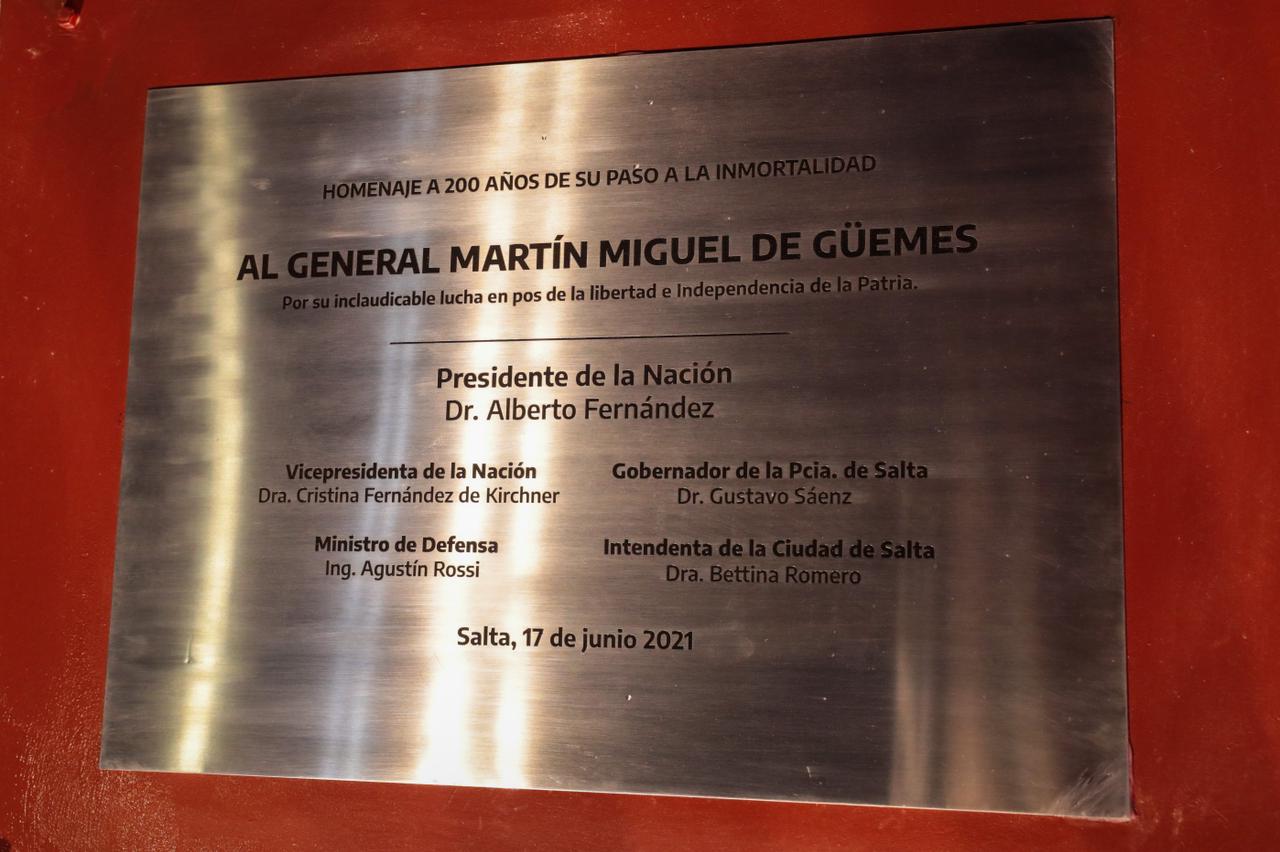 HOMENAJE A 200 AÑOS DE SU PASO A LA INMORTALIDAD
AL GENERAL MARTÍN MIGUEL DE GÜEMES
Por su inclaudicable lucha en pos de la libertad e Independencia de la Patria.
Presidente de la Nación
Dr. Alberto Fernández
Vicepresidenta de la Nación
Dra. Cristina Fernández de Kirchner
Gobernador de la Pcia. de Salta
Dr. Gustavo Sáenz
Ministro de Defensa
Ing. Agustín Rossi
Intendenta de la Ciudad de Salta
Dra. Bettina Romero
Salta, 17 de junio 2021